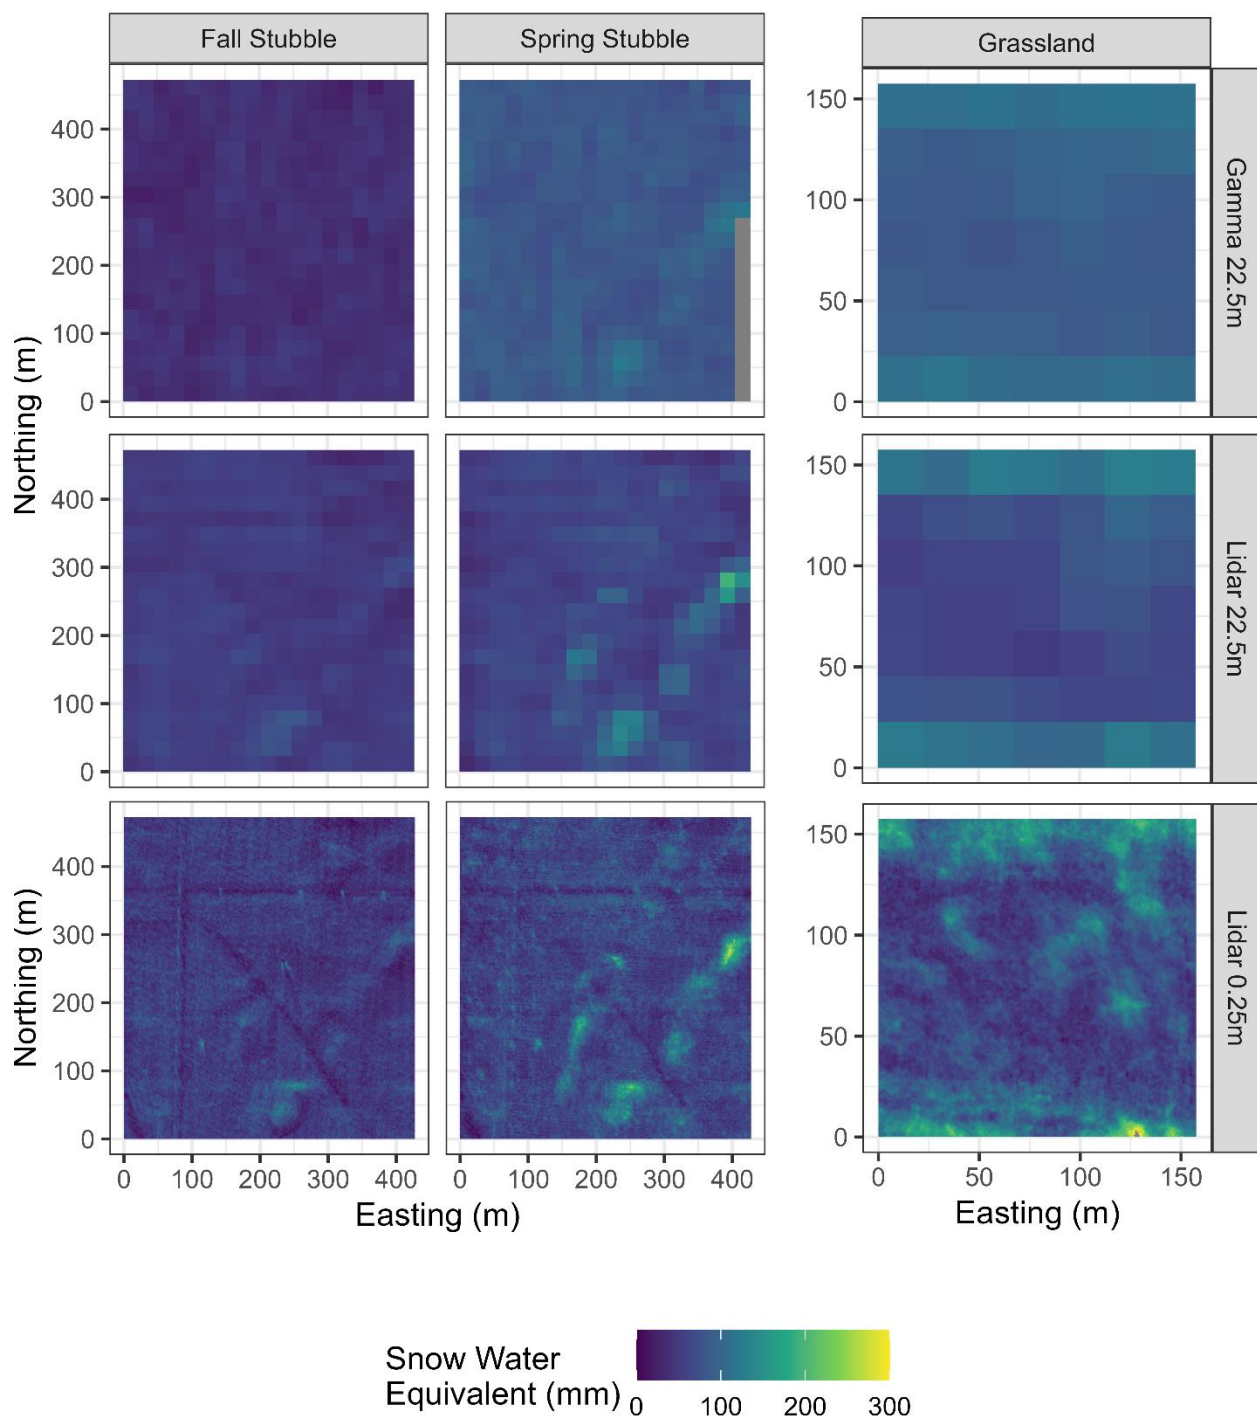 Fall Stubble
Spring Stubble
Grassland
400
300
200
100
0
150
100
50
0
Gamma 22.5m
Northing (m)
400
300
200
100
0
150
100
50
0
Lidar 22.5m
Northing (m)
400
300
200
100
0
150
100
50
0
Lidar 0.25m
0 100 200 300 400
0 100 200 300 400
0 50 100 150
Easting (m)
Easting (m)
Snow Water
Equivalent (mm)
0 100 200 300